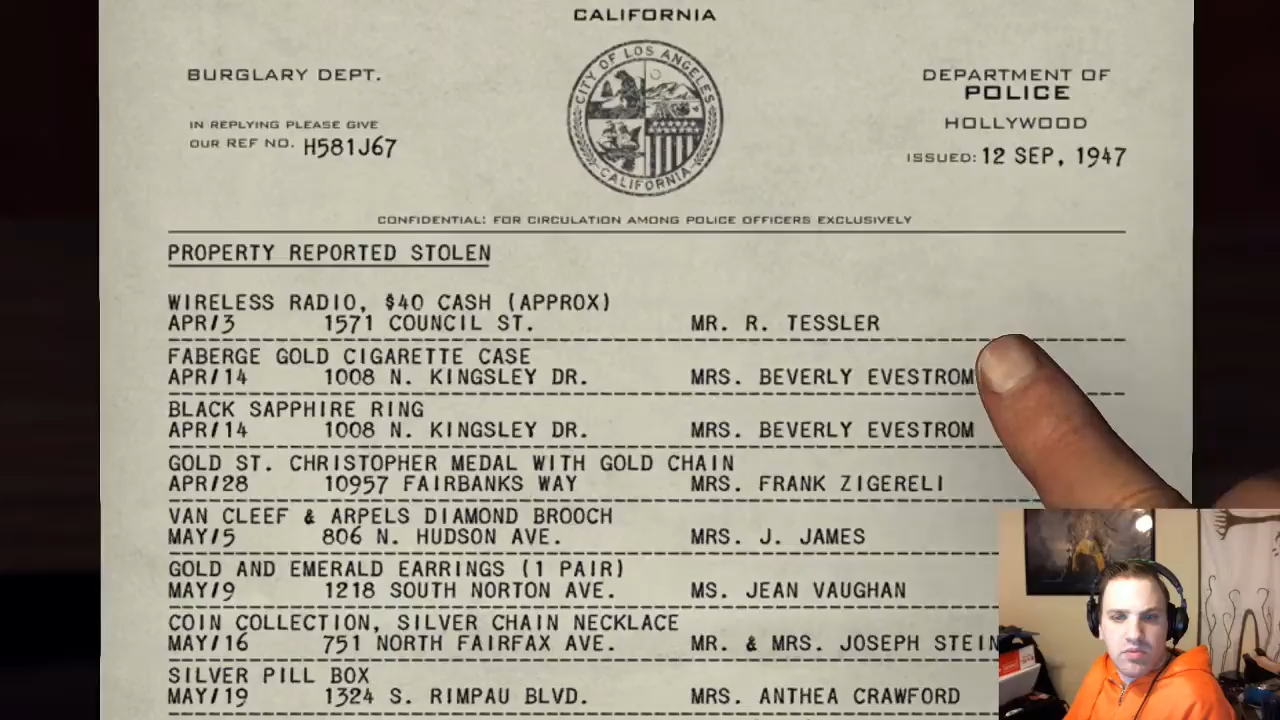 CALIFORNIA
BURGLARY DEPT.
DEPARTMENT OF
POLICE
HOLLYWOOD
IN REPLYING PLEASE GIVE
OUR REF NO. H581J67
ISSUED: 12 SEP, 1947
CITY OF LOS ANGELES
CALIFORNIA
CONFIDENTIAL: FOR CIRCULATION AMONG POLICE OFFICERS EXCLUSIVELY
PROPERTY REPORTED STOLEN
WIRELESS RADIO, $40 CASH (APPROX)
APR/3 1571 COUNCIL ST. MR. R. TESSLER
FABERGE GOLD CIGARETTE CASE
APR/14 1008 N. KINGSLEY DR. MRS. BEVERLY EVESTROM
BLACK SAPPHIRE RING
APR/14 1008 N. KINGSLEY DR. MRS. BEVERLY EVESTROM
GOLD ST. CHRISTOPHER MEDAL WITH GOLD CHAIN
APR/28 10957 FAIRBANKS WAY MRS. FRANK ZIGERELI
VAN CLEEF & ARPELS DIAMOND BROOCH
MAY/5 806 N. HUDSON AVE. MRS. J. JAMES
GOLD AND EMERALD EARRINGS (1 PAIR)
MAY/9 1218 SOUTH NORTON AVE. MS. JEAN VAUGHAN
COIN COLLECTION, SILVER CHAIN NECKLACE
MAY/16 751 NORTH FAIRFAX AVE. MR. & MRS. JOSEPH STEIN
SILVER PILL BOX
MAY/19 1324 S. RIMPAU BLVD. MRS. ANTHEA CRAWFORD